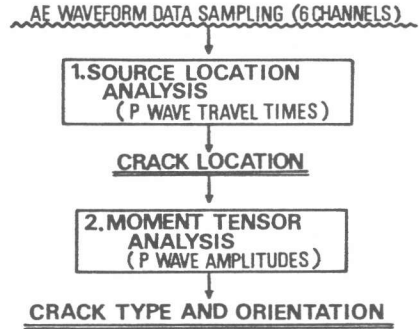 AE WAVEFORM DATA SAMPLING (6 CHANNELS)
1. SOURCE LOCATION
ANALYSIS
( P WAVE TRAVEL TIMES )
CRACK LOCATION
2. MOMENT TENSOR
ANALYSIS
( P WAVE AMPLITUDES )
CRACK TYPE AND ORIENTATION